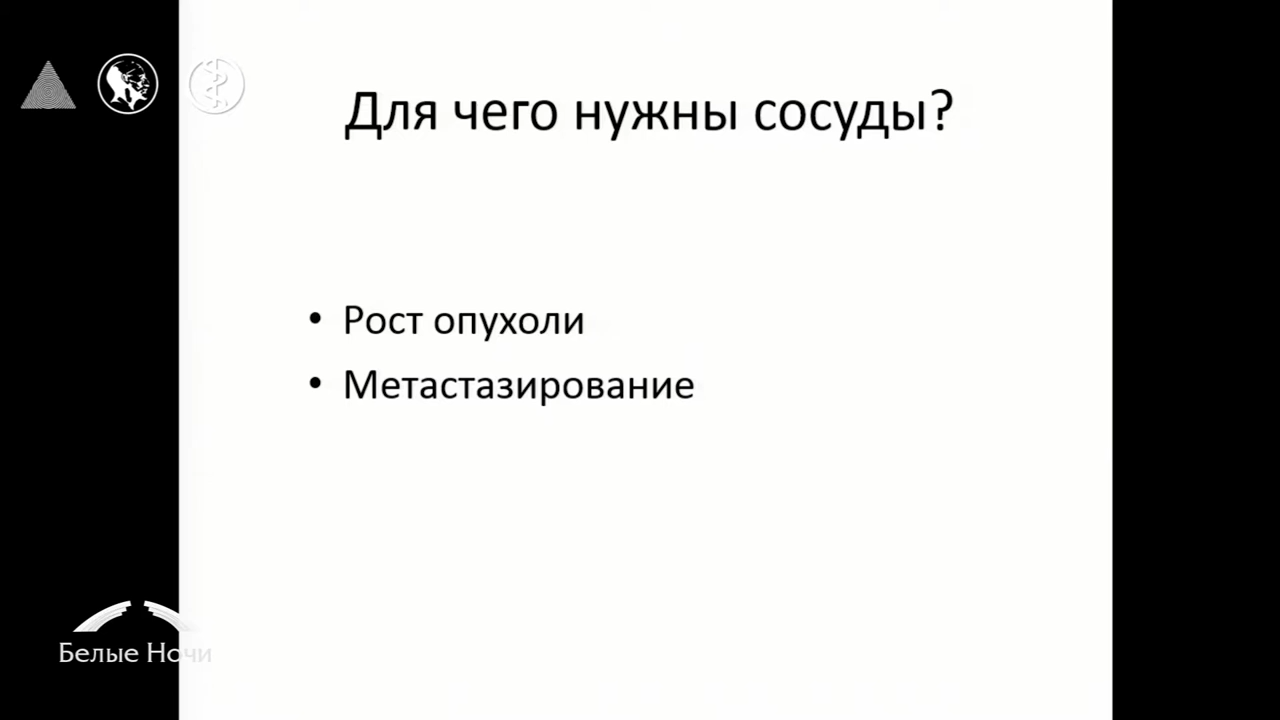 Для чего нужны сосуды?
• Рост опухоли
• Метастазирование
Белые Ночи